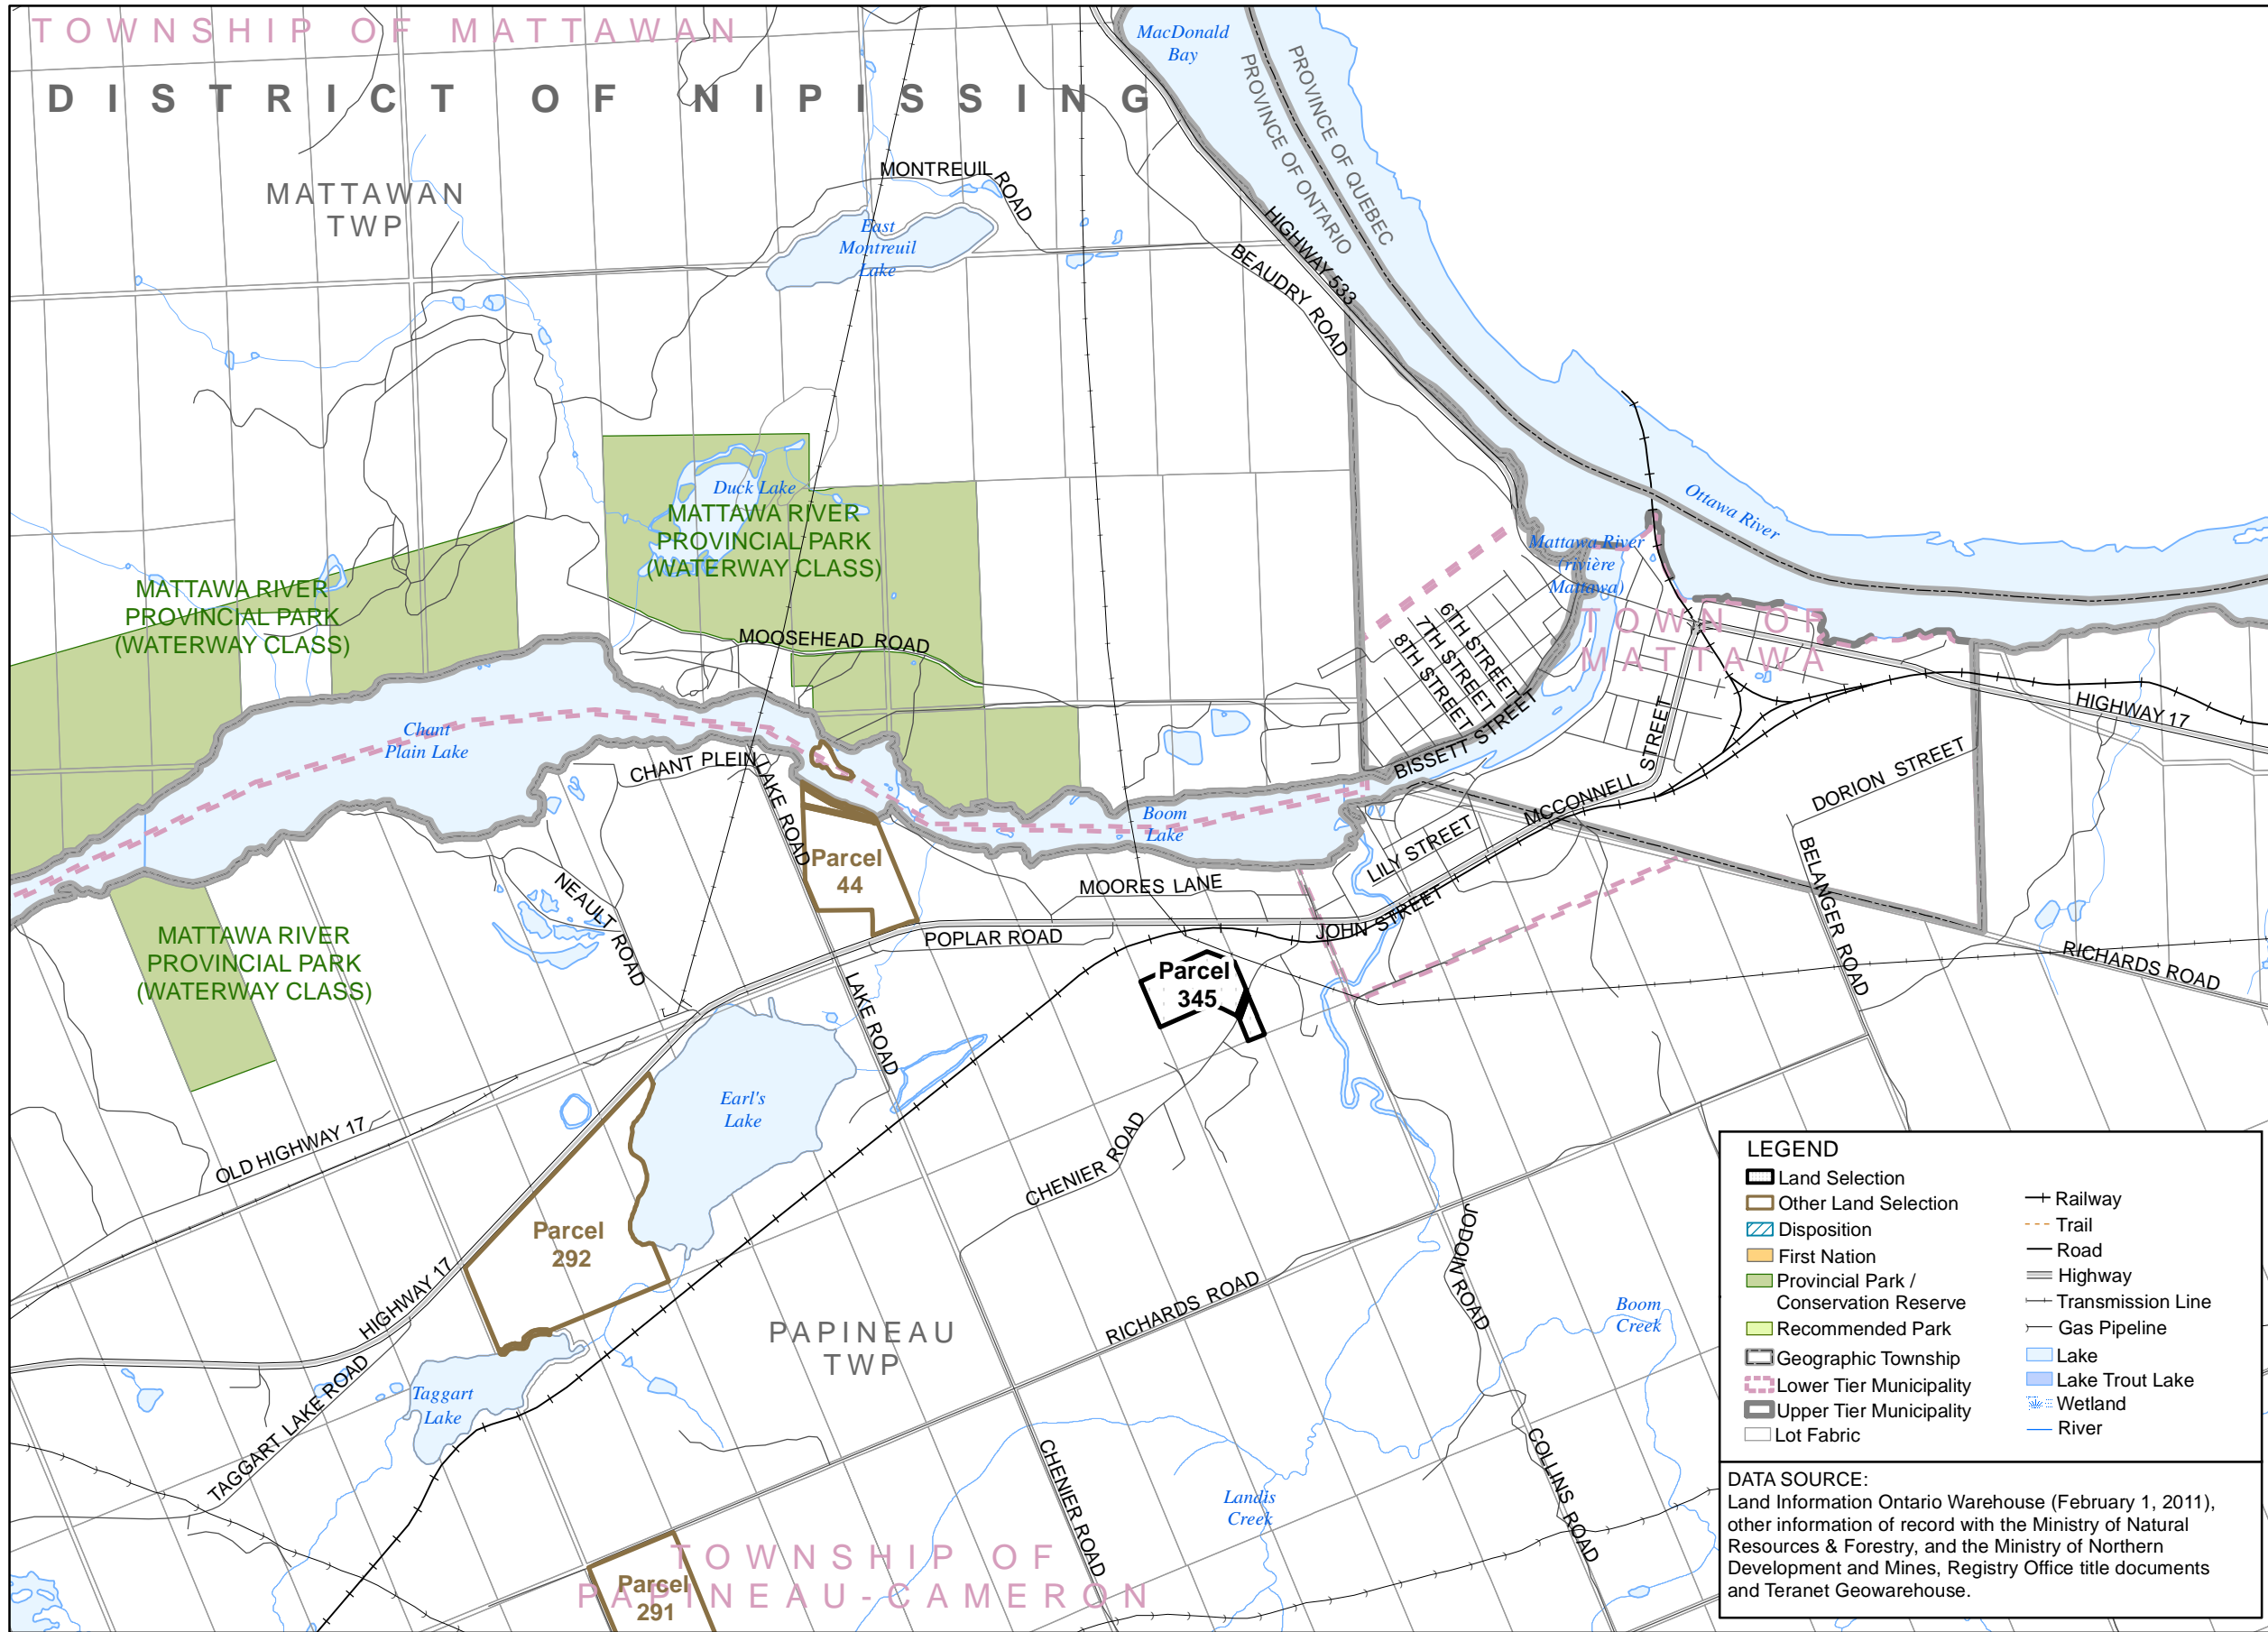 TOWNSHIP OF MATTAWAN
DISTRICT OF NIPISSING
MacDonald
Bay
PROVINCE OF QUEBEC
PROVINCE OF ONTARIO
MATTAWAN
TWP
MONTREUIL ROAD
East
Montreuil
Lake
HIGHWAY 533
BEAUDRY ROAD
Duck Lake
MATTAWA RIVER
PROVINCIAL PARK
(WATERWAY CLASS)
Ottawa River
Mattawa River
(rivière
Mattawa)
MATTAWA RIVER
PROVINCIAL PARK
(WATERWAY CLASS)
TOWN OF
MATTAWA
6TH STREET
7TH STREET
8TH STREET
MOOSEHEAD ROAD
BISSETT STREET
HIGHWAY 17
Chant
Plain Lake
CHANT PLEIN LAKE ROAD
MCCONNELL STREET
DORION STREET
Boom
Lake
LILY STREET
Parcel
44
MOORES LANE
BELANGER ROAD
NEAULT ROAD
MATTAWA RIVER
PROVINCIAL PARK
(WATERWAY CLASS)
POPLAR ROAD
JOHN STREET
RICHARDS ROAD
Parcel
345
LAKE ROAD
Earl's
Lake
OLD HIGHWAY 17
CHENIER ROAD
Parcel
292
HIGHWAY 17
JODOIN ROAD
RICHARDS ROAD
Boom
Creek
PAPINEAU
TWP
TAGGART LAKE ROAD
Taggart
Lake
CHENIER ROAD
COLLINS ROAD
Landis
Creek
TOWNSHIP OF
PAPINEAU-CAMERON
Parcel
291
LEGEND
Land Selection
Other Land Selection
Disposition
First Nation
Provincial Park /
Conservation Reserve
Recommended Park
Geographic Township
Lower Tier Municipality
Upper Tier Municipality
Lot Fabric
Railway
Trail
Road
Highway
Transmission Line
Gas Pipeline
Lake
Lake Trout Lake
Wetland
River
DATA SOURCE:
Land Information Ontario Warehouse (February 1, 2011),
other information of record with the Ministry of Natural
Resources & Forestry, and the Ministry of Northern
Development and Mines, Registry Office title documents
and Teranet Geowarehouse.